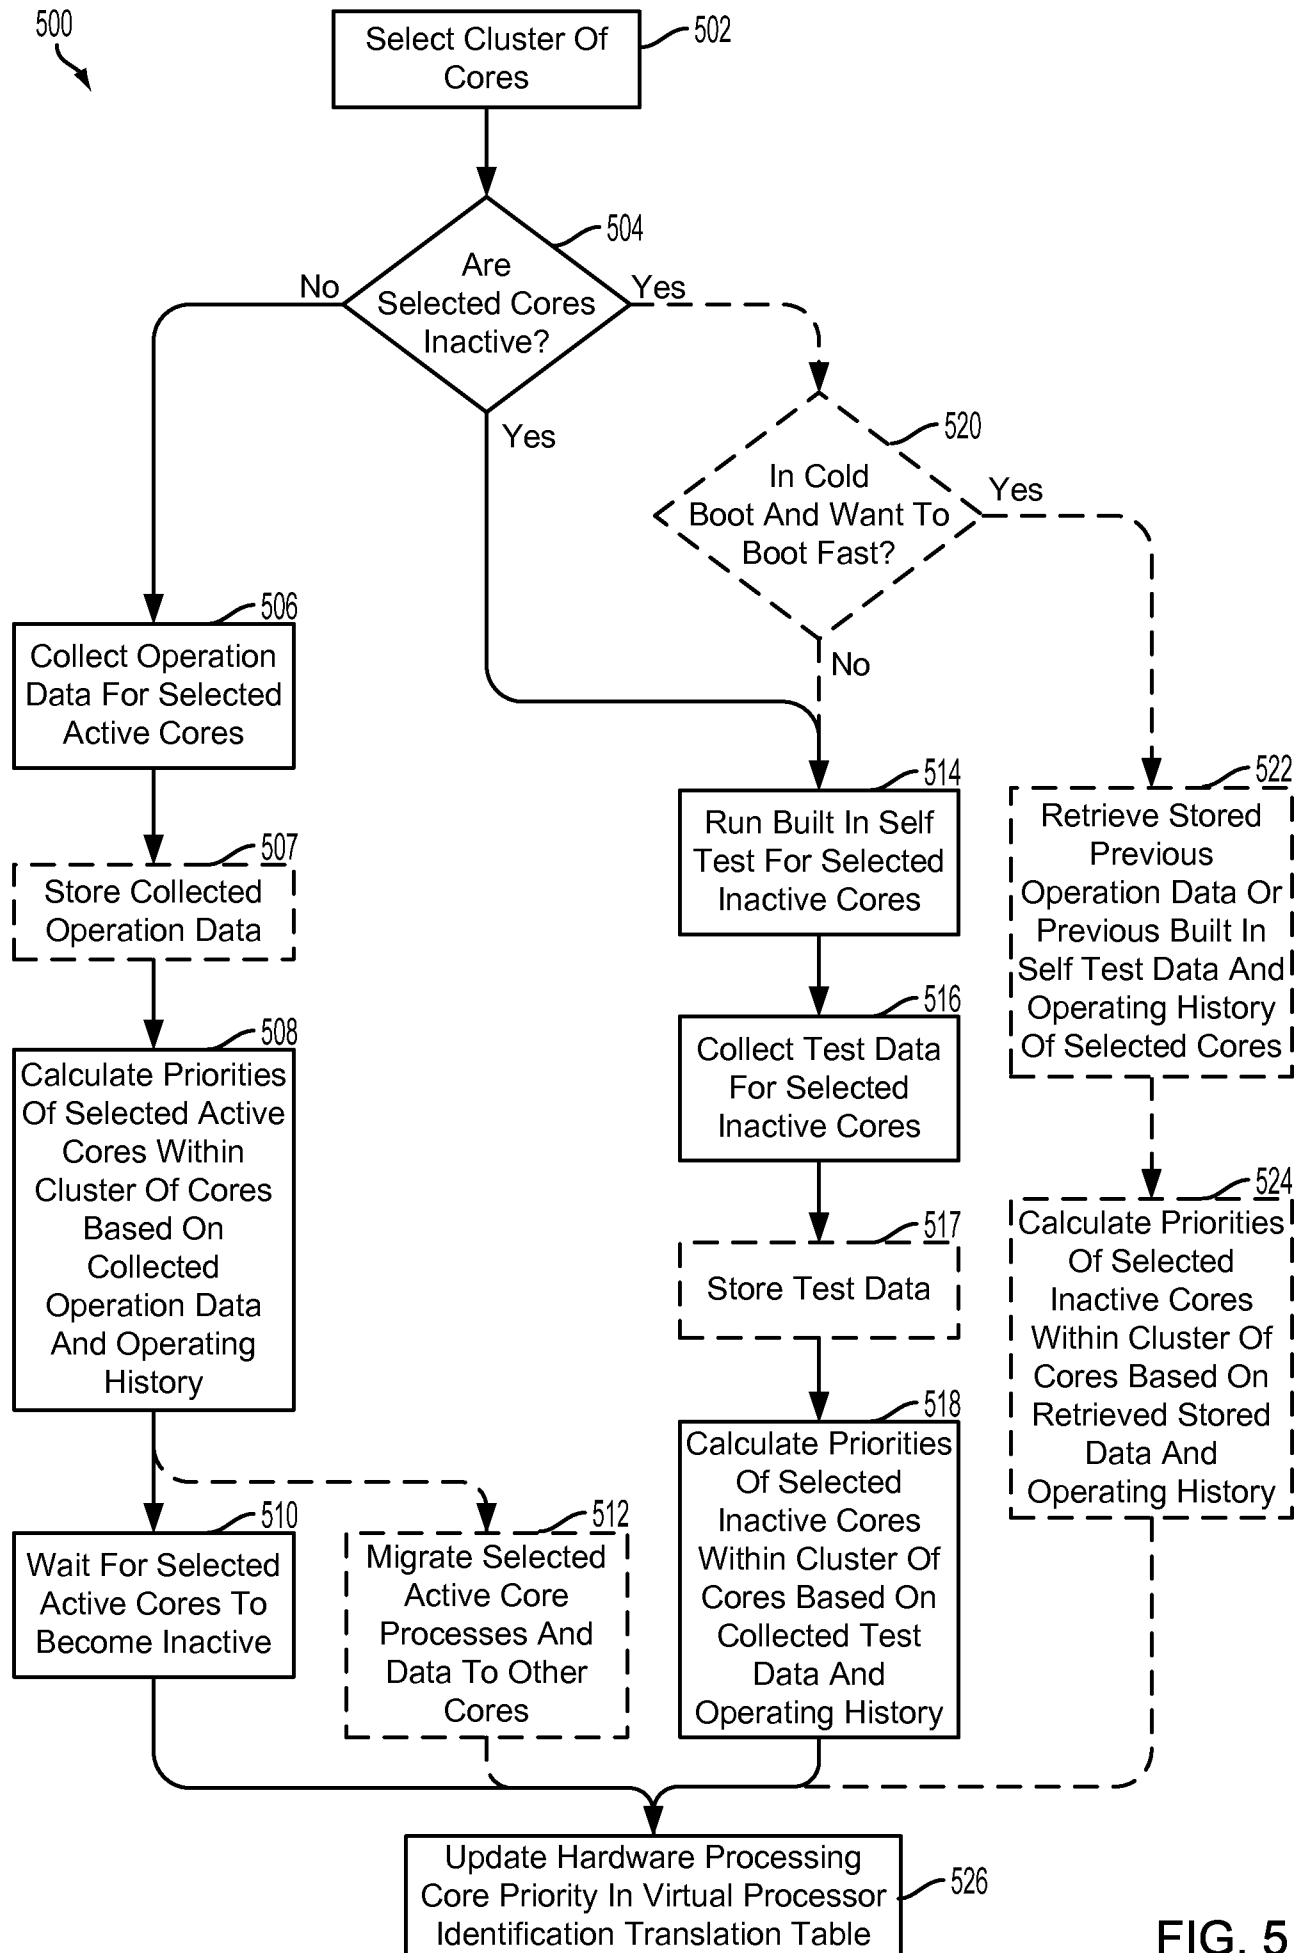 500
Select Cluster Of
Cores
502
504
Are
Selected Cores
Inactive?
No
Yes
Yes
520
In Cold
Boot And Want To
Boot Fast?
Yes
No
506
Collect Operation
Data For Selected
Active Cores
507
Store Collected
Operation Data
508
Calculate Priorities
Of Selected Active
Cores Within
Cluster Of Cores
Based On
Collected
Operation Data
And Operating
History
510
Wait For Selected
Active Cores To
Become Inactive
512
Migrate Selected
Active Core
Processes And
Data To Other
Cores
514
Run Built In Self
Test For Selected
Inactive Cores
516
Collect Test Data
For Selected
Inactive Cores
517
Store Test Data
518
Calculate Priorities
Of Selected
Inactive Cores
Within Cluster Of
Cores Based On
Collected Test
Data And
Operating History
522
Retrieve Stored
Previous
Operation Data Or
Previous Built In
Self Test Data And
Operating History
Of Selected Cores
524
Calculate Priorities
Of Selected
Inactive Cores
Within Cluster Of
Cores Based On
Retrieved Stored
Data And
Operating History
Update Hardware Processing
Core Priority In Virtual Processor
Identification Translation Table
526
FIG. 5